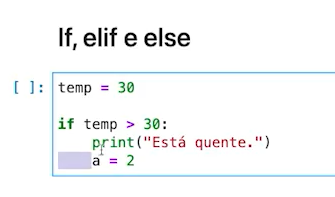 If, elif e else
[ ]: temp = 30
if temp > 30:
    print("Está quente.")
    a = 2